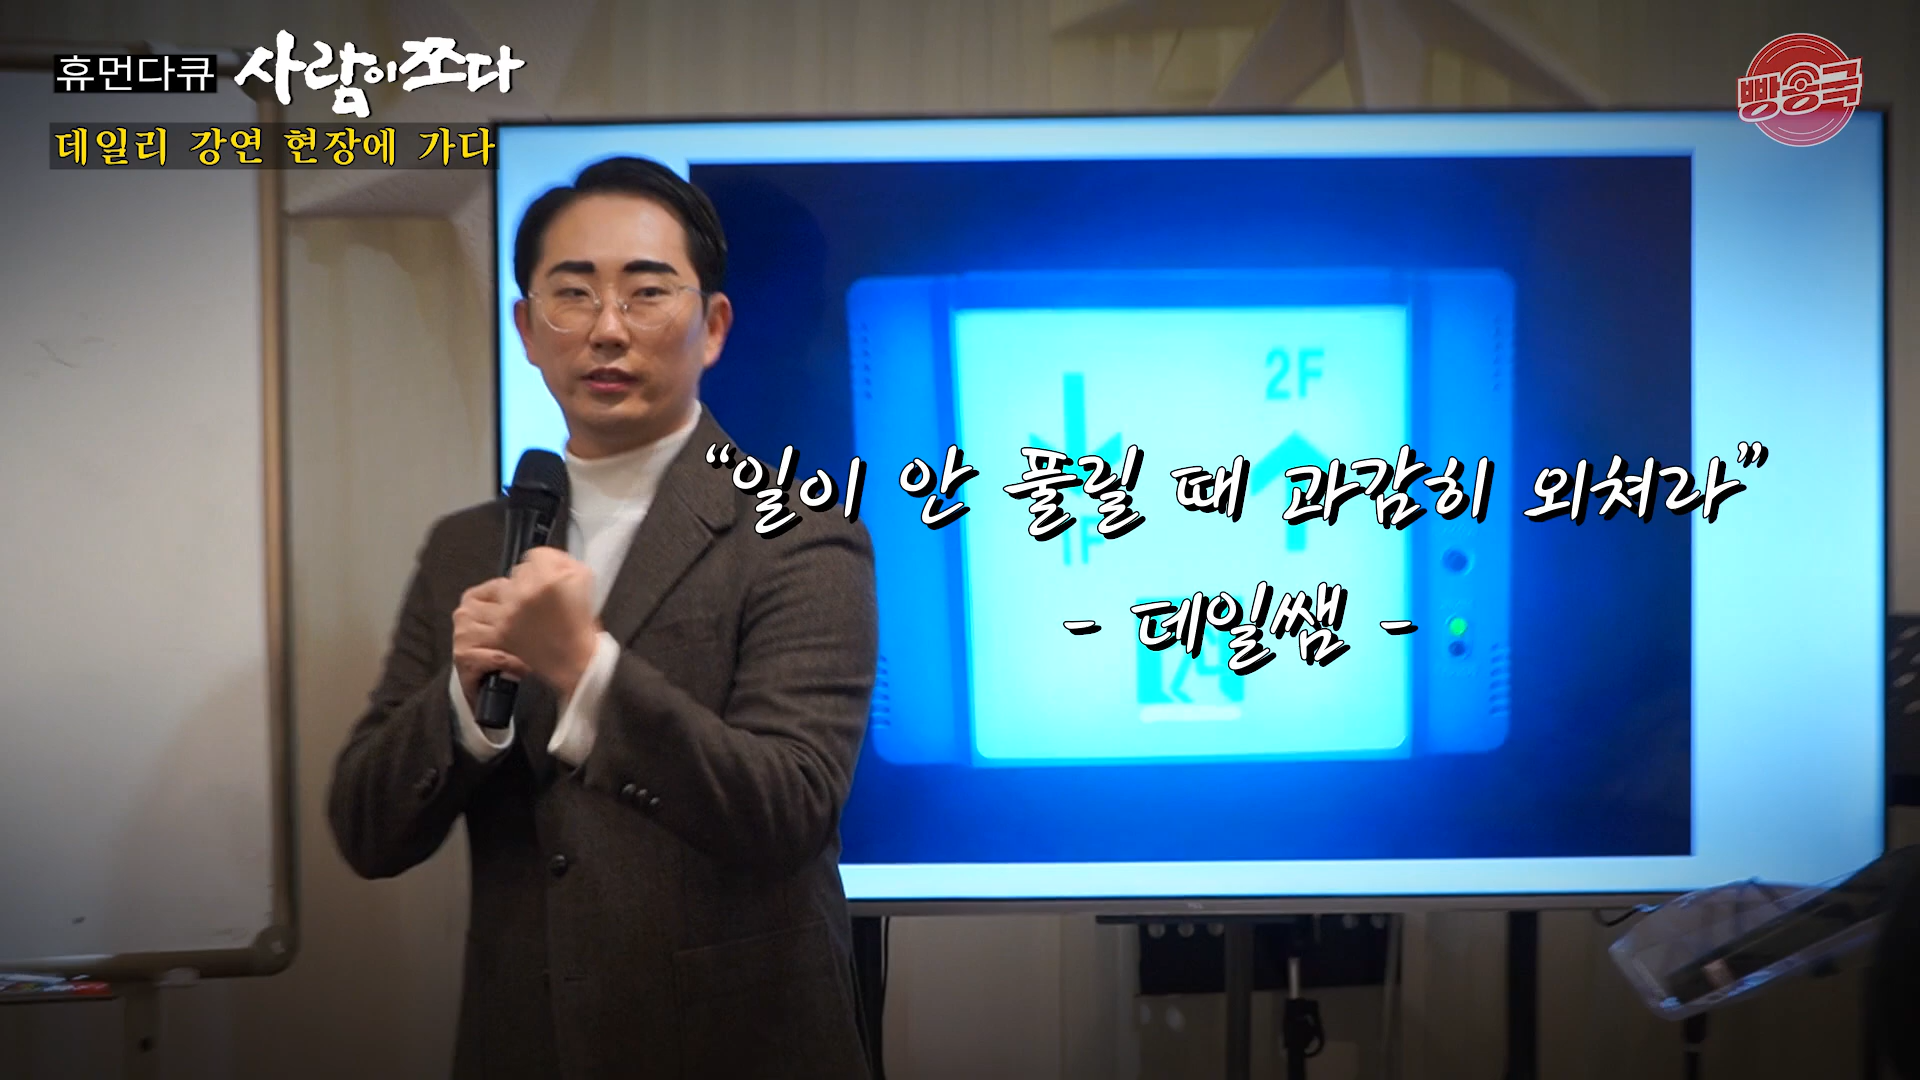 휴먼다큐 사람이쪼다
데일리 강연 현장에 가다
빵송국
2F
"일이 안 풀릴 때 과감히 외쳐라"
1F
- 데일쌤 -